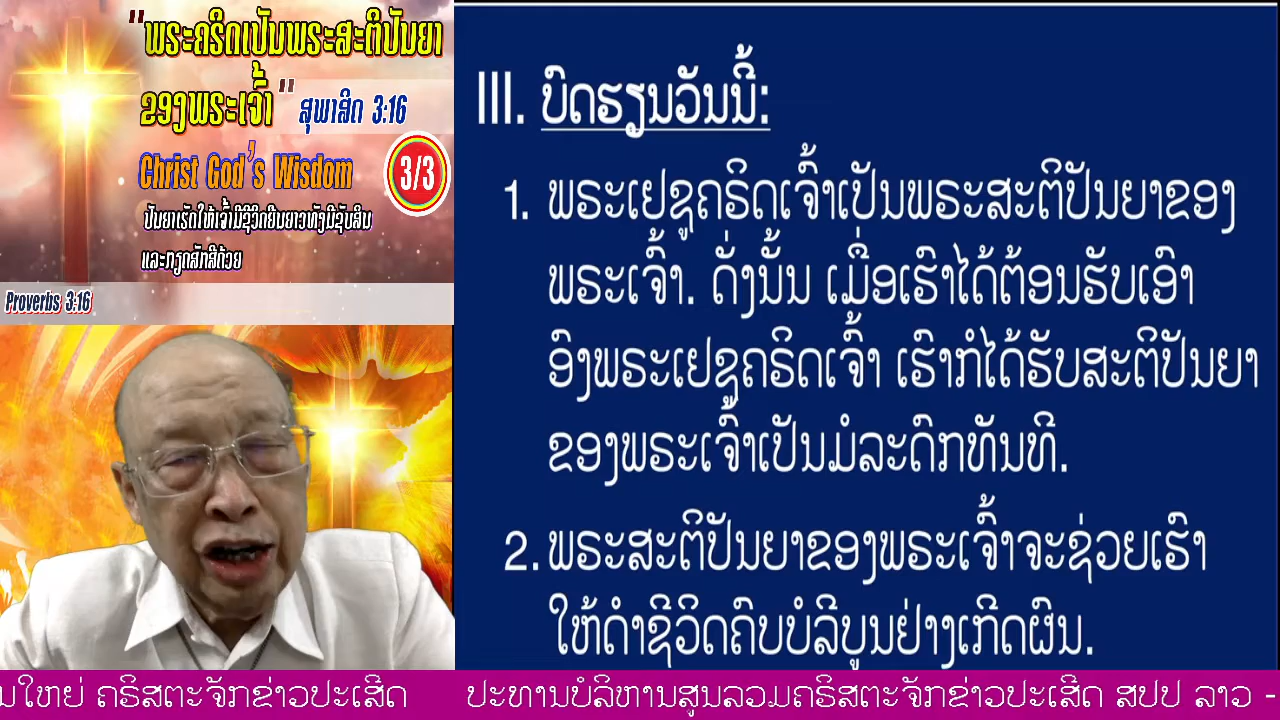 "ພຣະຄຣິດເປັນພຣະສະຕິປັນຍາ
ຂອງພຣະເຈົ້າ" ສຸພາສິດ 3:16
Christ God's Wisdom
3/3
ປັນຍາເຮັດໃຫ້ເຈົ້າມີຊີວິດຍືນຍາວທັງມີຊັບສິນ
ແລະກຽດສັກສີດ້ວຍ
Proverbs 3:16
III. ບົດຮຽນວັນນີ້:
1. ພຣະເຢຊູຄຣິດເຈົ້າເປັນພຣະສະຕິປັນຍາຂອງ
ພຣະເຈົ້າ. ດັ່ງນັ້ນ ເມື່ອເຮົາໄດ້ຕ້ອນຮັບເອົາ
ອົງພຣະເຢຊູຄຣິດເຈົ້າ ເຮົາກໍໄດ້ຮັບສະຕິປັນຍາ
ຂອງພຣະເຈົ້າເປັນມໍລະດົກທັນທີ.
2. ພຣະສະຕິປັນຍາຂອງພຣະເຈົ້າຈະຊ່ວຍເຮົາ
ໃຫ້ດຳຊີວິດຄົບບໍລິບູນຢ່າງເກີດຜົນ.
ມໃຫຍ່ ຄຣິສຕະຈັກຂ່າວປະເສີດ ປະທານບໍລິຫານສູນລວມຄຣິສຕະຈັກຂ່າວປະເສີດ ສປປ ລາວ -